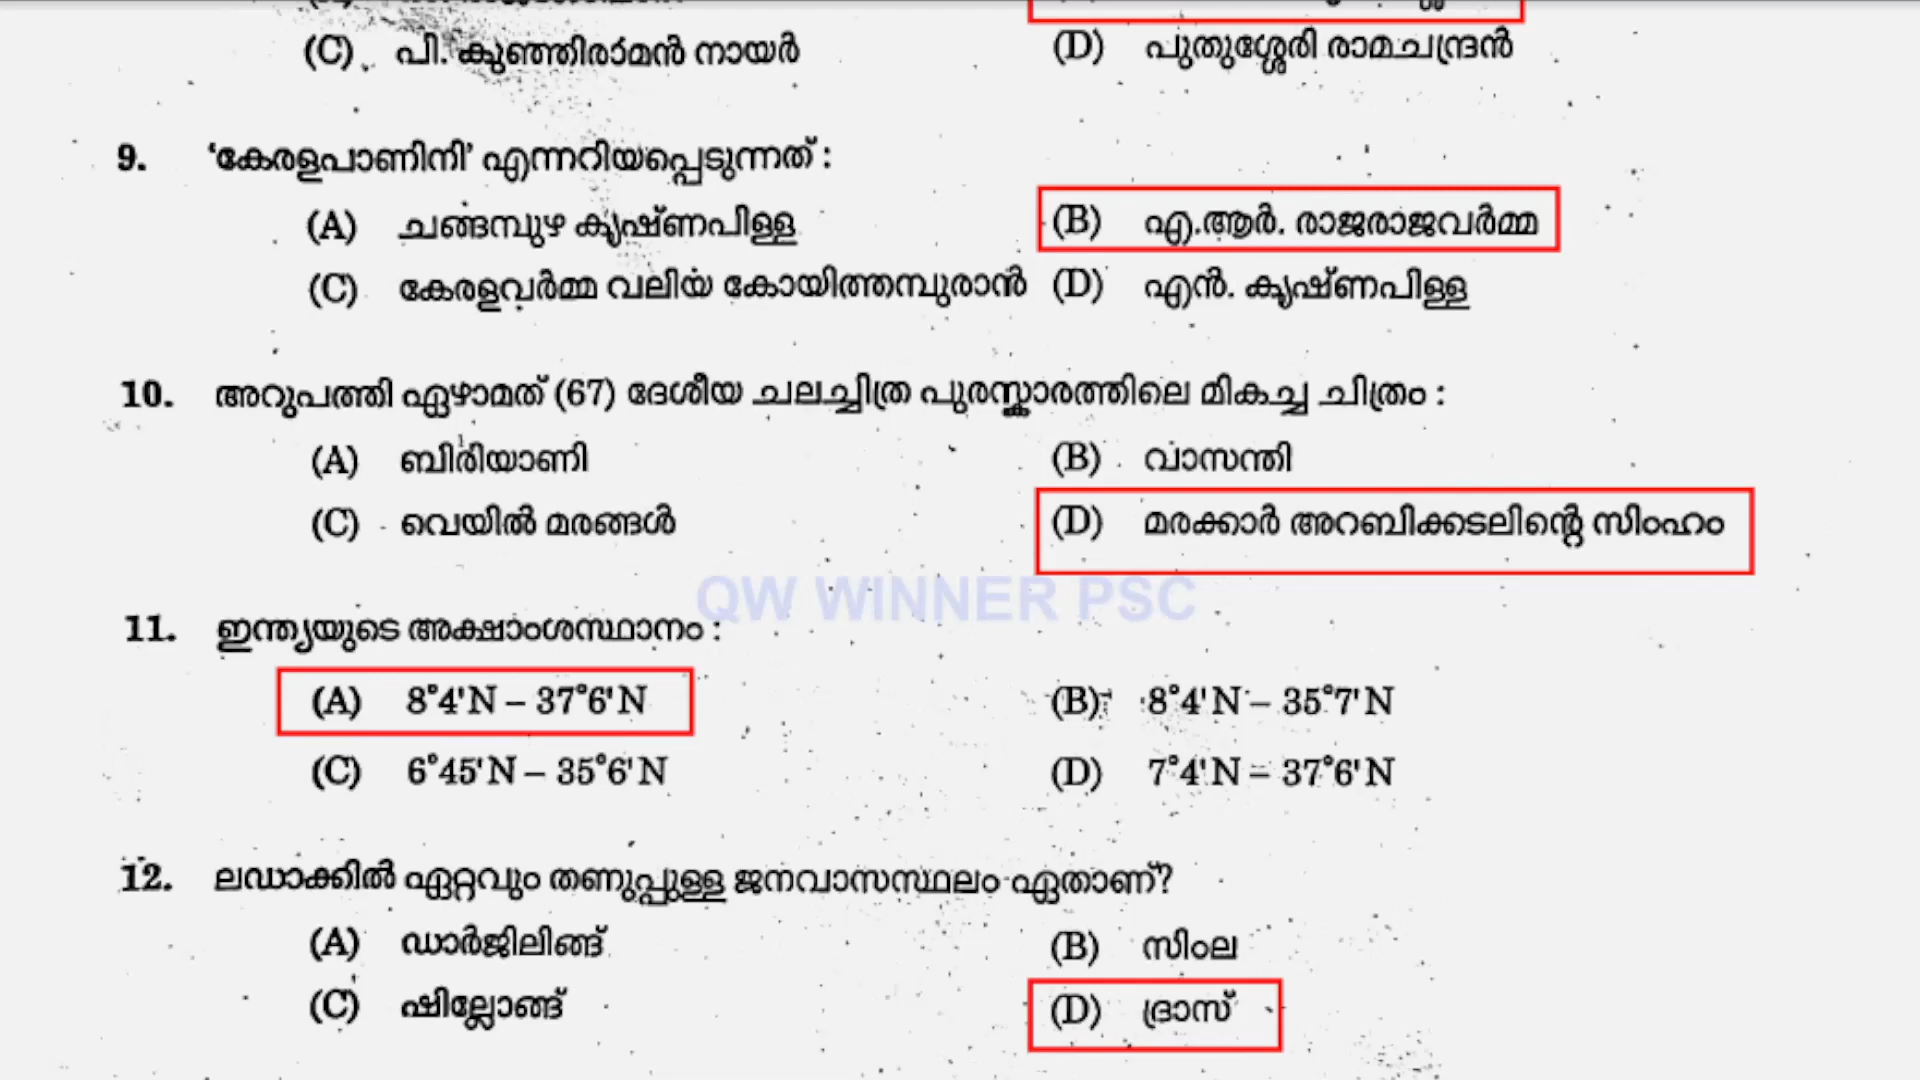 (C) പി. കുഞ്ഞിരാമൻ നായർ (D) പുതുശ്ശേരി രാമചന്ദ്രൻ
9. 'കേരളപാണിനി' എന്നറിയപ്പെടുന്നത് :
(A) ചങ്ങമ്പുഴ കൃഷ്ണപിള്ള (B) എ.ആർ. രാജരാജവർമ്മ
(C) കേരളവർമ്മ വലിയ കോയിത്തമ്പുരാൻ (D) എൻ. കൃഷ്ണപിള്ള
10. അറുപത്തി ഏഴാമത് (67) ദേശീയ ചലച്ചിത്ര പുരസ്കാരത്തിലെ മികച്ച ചിത്രം :
(A) ബിരിയാണി (B) വാസന്തി
(C) വെയിൽ മരങ്ങൾ (D) മരക്കാർ അറബിക്കടലിന്റെ സിംഹം
QW WINNER PSC
11. ഇന്ത്യയുടെ അക്ഷാംശസ്ഥാനം :
(A) 8°4'N – 37°6'N (B) 8°4'N – 35°7'N
(C) 6°45'N – 35°6'N (D) 7°4'N – 37°6'N
12. ലഡാക്കിൽ ഏറ്റവും തണുപ്പുള്ള ജനവാസസ്ഥലം ഏതാണ്?
(A) ഡാർജിലിങ്ങ് (B) സിംല
(C) ഷില്ലോങ്ങ് (D) ദ്രാസ്